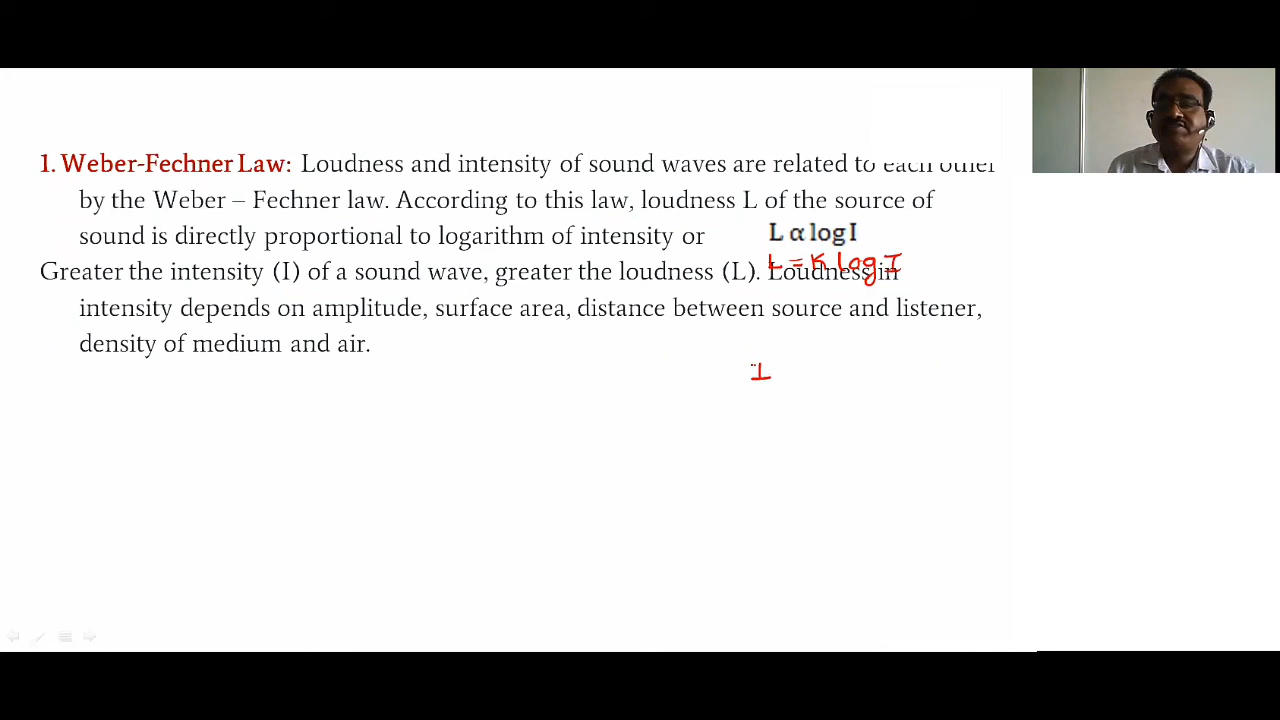 1. Weber-Fechner Law: Loudness and intensity of sound waves are related to each other
by the Weber – Fechner law. According to this law, loudness L of the source of
sound is directly proportional to logarithm of intensity or L α log I
L = K log I
Greater the intensity (I) of a sound wave, greater the loudness (L). Loudness in
intensity depends on amplitude, surface area, distance between source and listener,
density of medium and air.
I